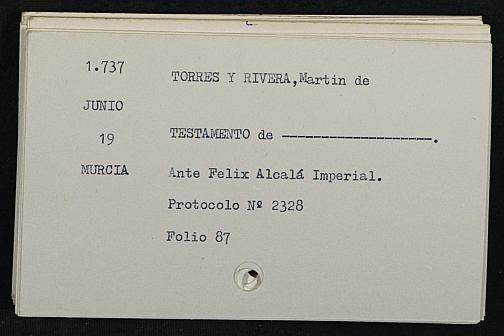 1.737
TORRES Y RIVERA,Martin de
JUNIO
19
TESTAMENTO de -------------------.
MURCIA
Ante Felix Alcalá Imperial.
Protocolo Nº 2328
Folio 87